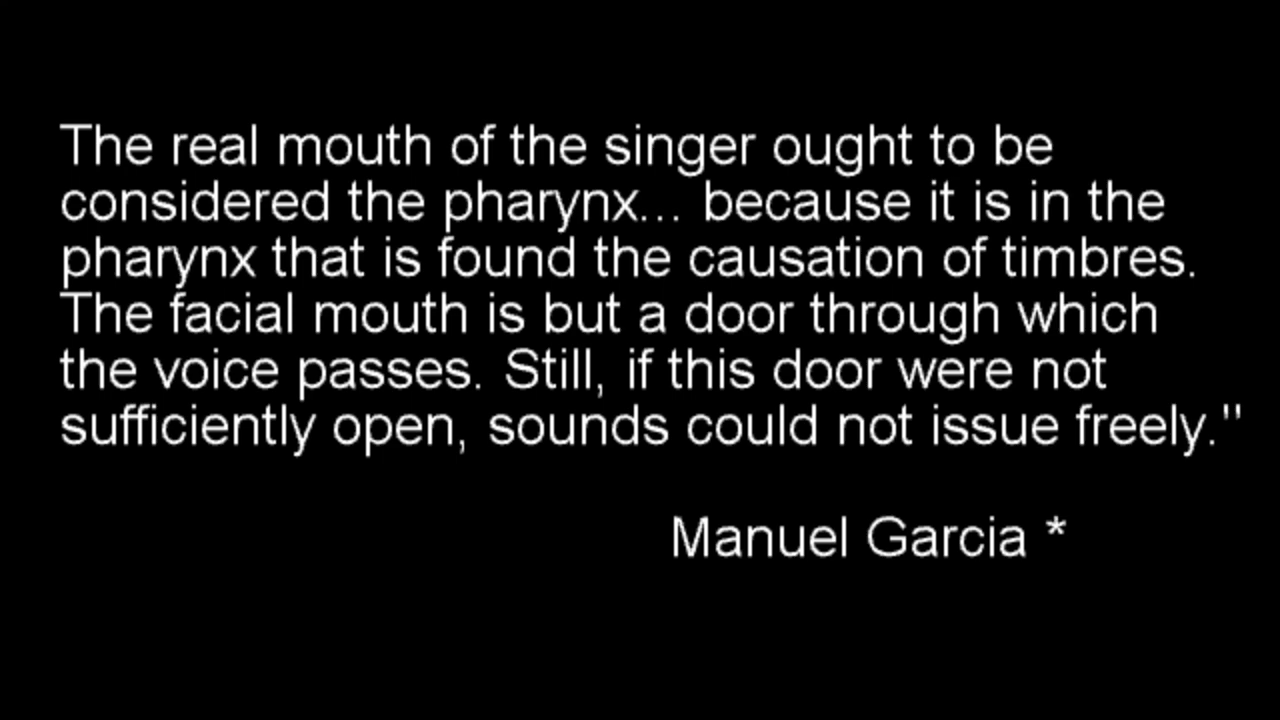 The real mouth of the singer ought to be
considered the pharynx... because it is in the
pharynx that is found the causation of timbres.
The facial mouth is but a door through which
the voice passes. Still, if this door were not
sufficiently open, sounds could not issue freely."
Manuel Garcia *